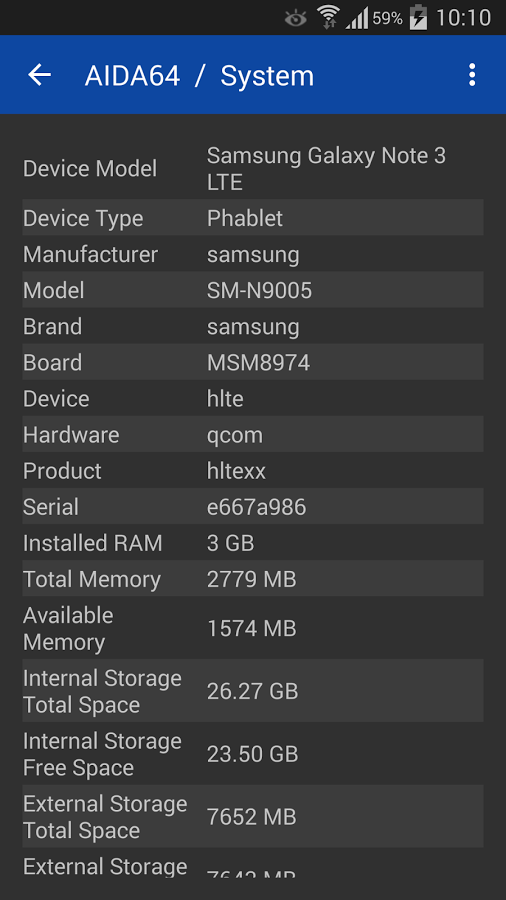 59% 10:10
AIDA64 / System
Device Model Samsung Galaxy Note 3
LTE
Device Type Phablet
Manufacturer samsung
Model SM-N9005
Brand samsung
Board MSM8974
Device hlte
Hardware qcom
Product hltexx
Serial e667a986
Installed RAM 3 GB
Total Memory 2779 MB
Available
Memory 1574 MB
Internal Storage
Total Space 26.27 GB
Internal Storage
Free Space 23.50 GB
External Storage
Total Space 7652 MB
External Storage